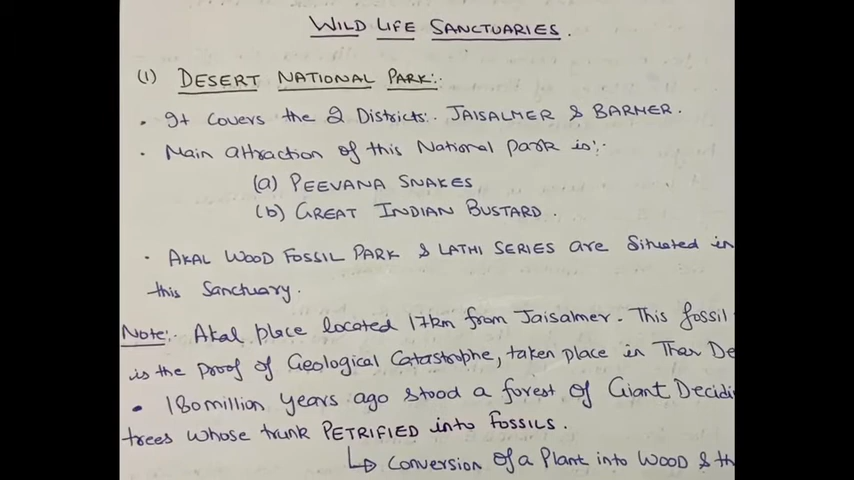 WILD LIFE SANCTUARIES.
(1) DESERT NATIONAL PARK:.
• It Covers the 2 Districts:. JAISALMER & BARMER.
• Main attraction of this National park is:.
(a) PEEVANA SNAKES
(b) GREAT INDIAN BUSTARD.
• AKAL WOOD FOSSIL PARK & LATHI SERIES are Situated in
this Sanctuary.
Note:. Akal place located 17km from Jaisalmer. This fossil
is the proof of Geological Catastrophe, taken place in Thar De
• 180 million years ago stood a forest of Giant Decidi
trees whose trunk PETRIFIED into FOSSILS.
↳ Conversion of a Plant into WOOD & th